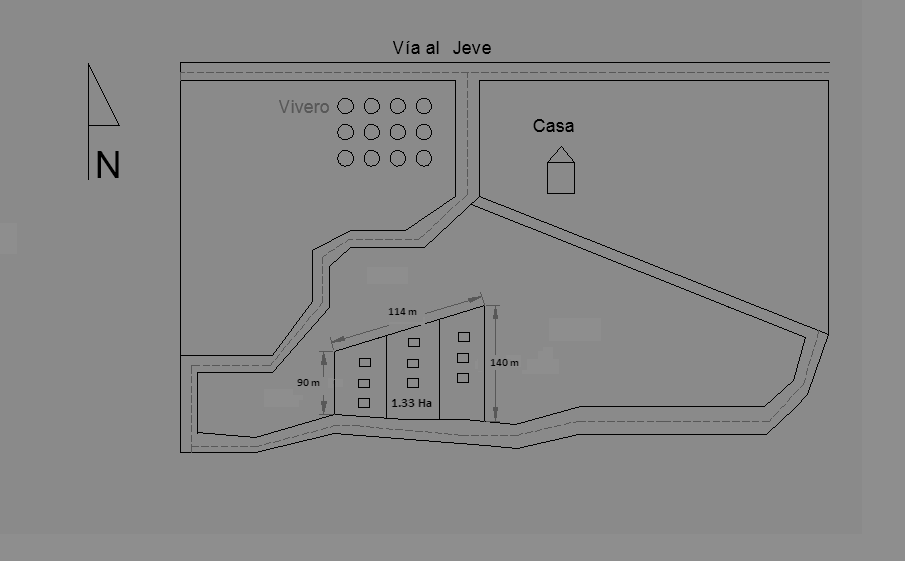 Vía al Jeve
Vivero
Casa
N
114 m
90 m
140 m
1.33 Ha